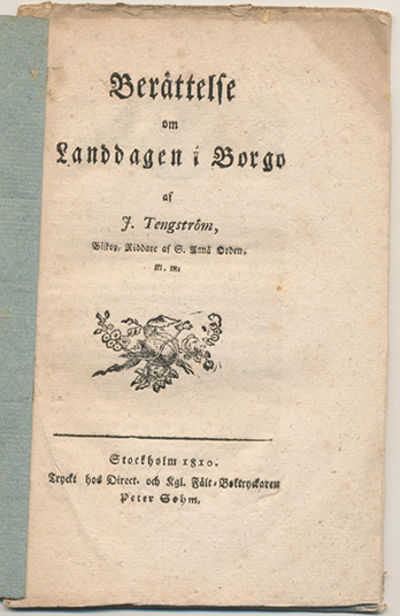 Berättelse
om
Landdagen i Borgo
af
J. Tengström,
Biskop, Riddare af S. Annä Orden,
m. m.
Stockholm 1810.
Tryckt hos Direct. och Kgl. Fält-Boktryckaren
Peter Sohm.